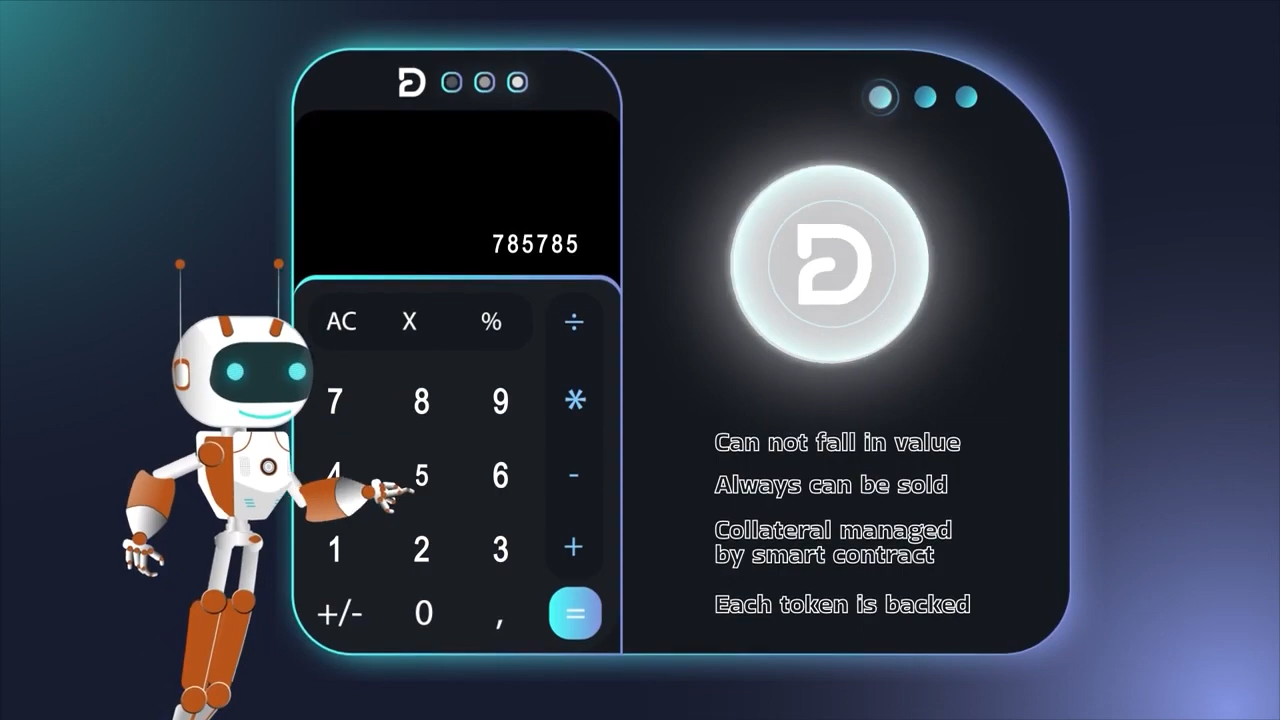 785785
AC X % ÷
7 8 9 *
4 5 6 -
1 2 3 +
+/- 0 , =
Can not fall in value
Always can be sold
Collateral managed
by smart contract
Each token is backed